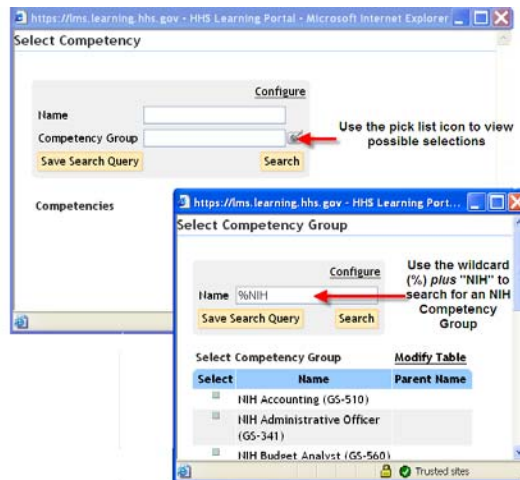 https://lms.learning.hhs.gov - HHS Learning Portal - Microsoft Internet Explorer
Select Competency
Configure
Name
Competency Group
Use the pick list icon to view
possible selections
Save Search Query Search
Competencies
https://lms.learning.hhs.gov - HHS Learning Port...
Select Competency Group
Configure
Name %NIH
Use the wildcard
(%) plus "NIH" to
search for an NIH
Competency
Group
Save Search Query Search
Select Competency Group Modify Table
Select Name Parent Name
NIH Accounting (GS-510)
NIH Administrative Officer
(GS-341)
NIH Budget Analyst (GS-560)
Trusted sites